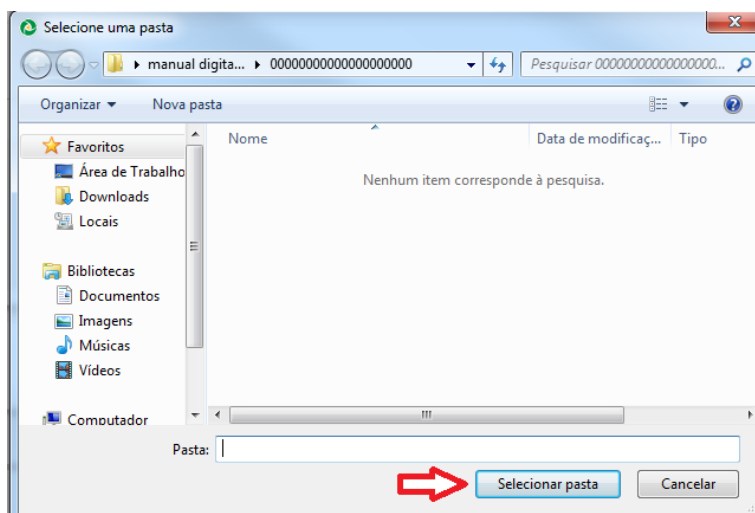 Selecione uma pasta
manual digita... 00000000000000000000 Pesquisar 00000000000000000...
Organizar Nova pasta
Nome Data de modificaç... Tipo
Nenhum item corresponde à pesquisa.
Favoritos
Área de Trabalho
Downloads
Locais
Bibliotecas
Documentos
Imagens
Músicas
Vídeos
Computador
Pasta:
Selecionar pasta Cancelar